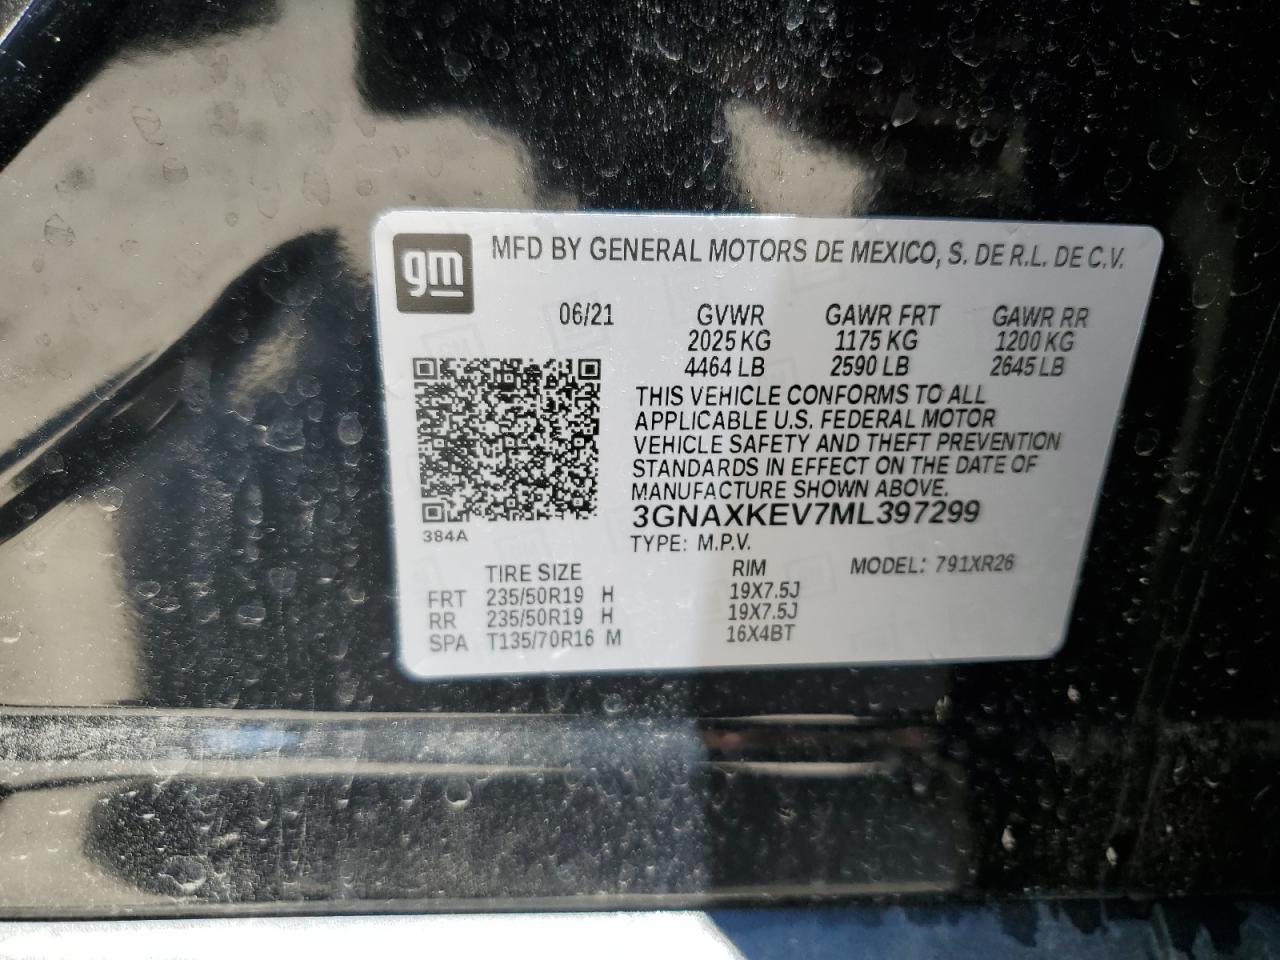 gm MFD BY GENERAL MOTORS DE MEXICO, S. DE R.L. DE C.V.
06/21 GVWR GAWR FRT GAWR RR
2025 KG 1175 KG 1200 KG
4464 LB 2590 LB 2645 LB
THIS VEHICLE CONFORMS TO ALL
APPLICABLE U.S. FEDERAL MOTOR
VEHICLE SAFETY AND THEFT PREVENTION
STANDARDS IN EFFECT ON THE DATE OF
MANUFACTURE SHOWN ABOVE.
3GNAXKEV7ML397299
384A
TYPE: M.P.V.
TIRE SIZE RIM MODEL: 791XR26
FRT 235/50R19 H 19X7.5J
RR 235/50R19 H 19X7.5J
SPA T135/70R16 M 16X4BT